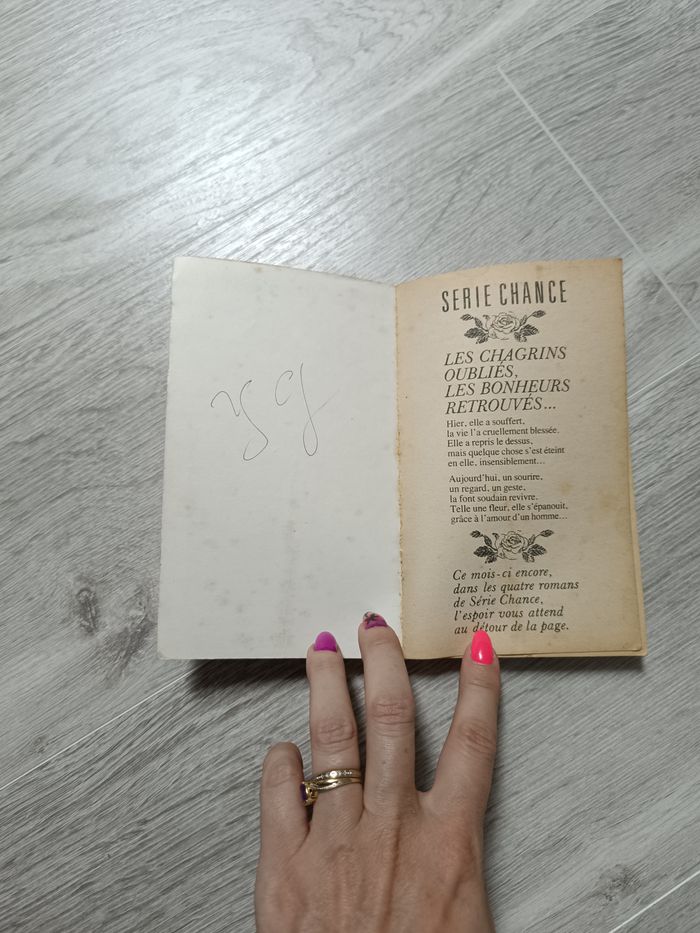 yg
SERIE CHANCE
LES CHAGRINS
OUBLIÉS,
LES BONHEURS
RETROUVÉS...
Hier, elle a souffert,
la vie l'a cruellement blessée.
Elle a repris le dessus,
mais quelque chose s'est éteint
en elle, insensiblement...
Aujourd'hui, un sourire,
un regard, un geste,
la font soudain revivre.
Telle une fleur, elle s'épanouit,
grâce à l'amour d'un homme...
Ce mois-ci encore,
dans les quatre romans
de Série Chance,
l'espoir vous attend
au détour de la page.